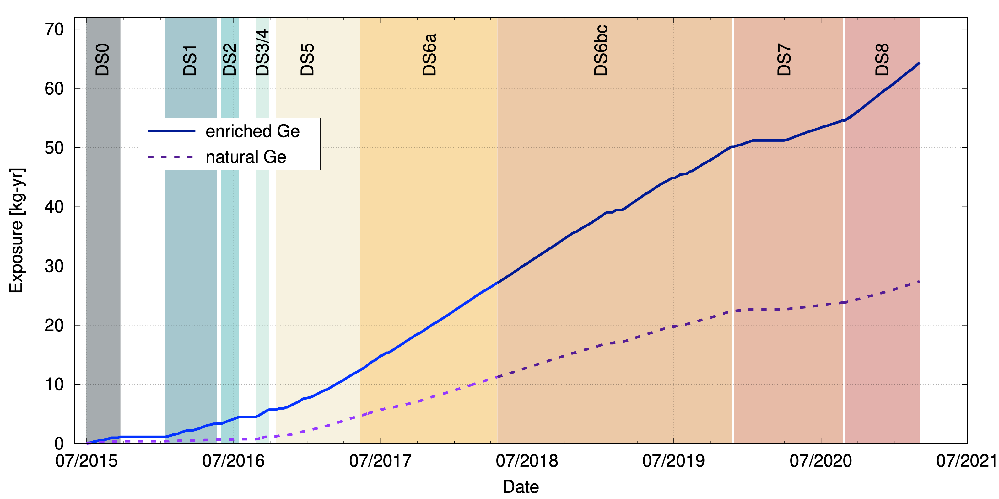 70
60
50
40
30
20
10
0
Exposure [kg-yr]
DS0
DS1
DS2
DS3/4
DS5
DS6a
DS6bc
DS7
DS8
enriched Ge
natural Ge
07/2015 07/2016 07/2017 07/2018 07/2019 07/2020 07/2021
Date